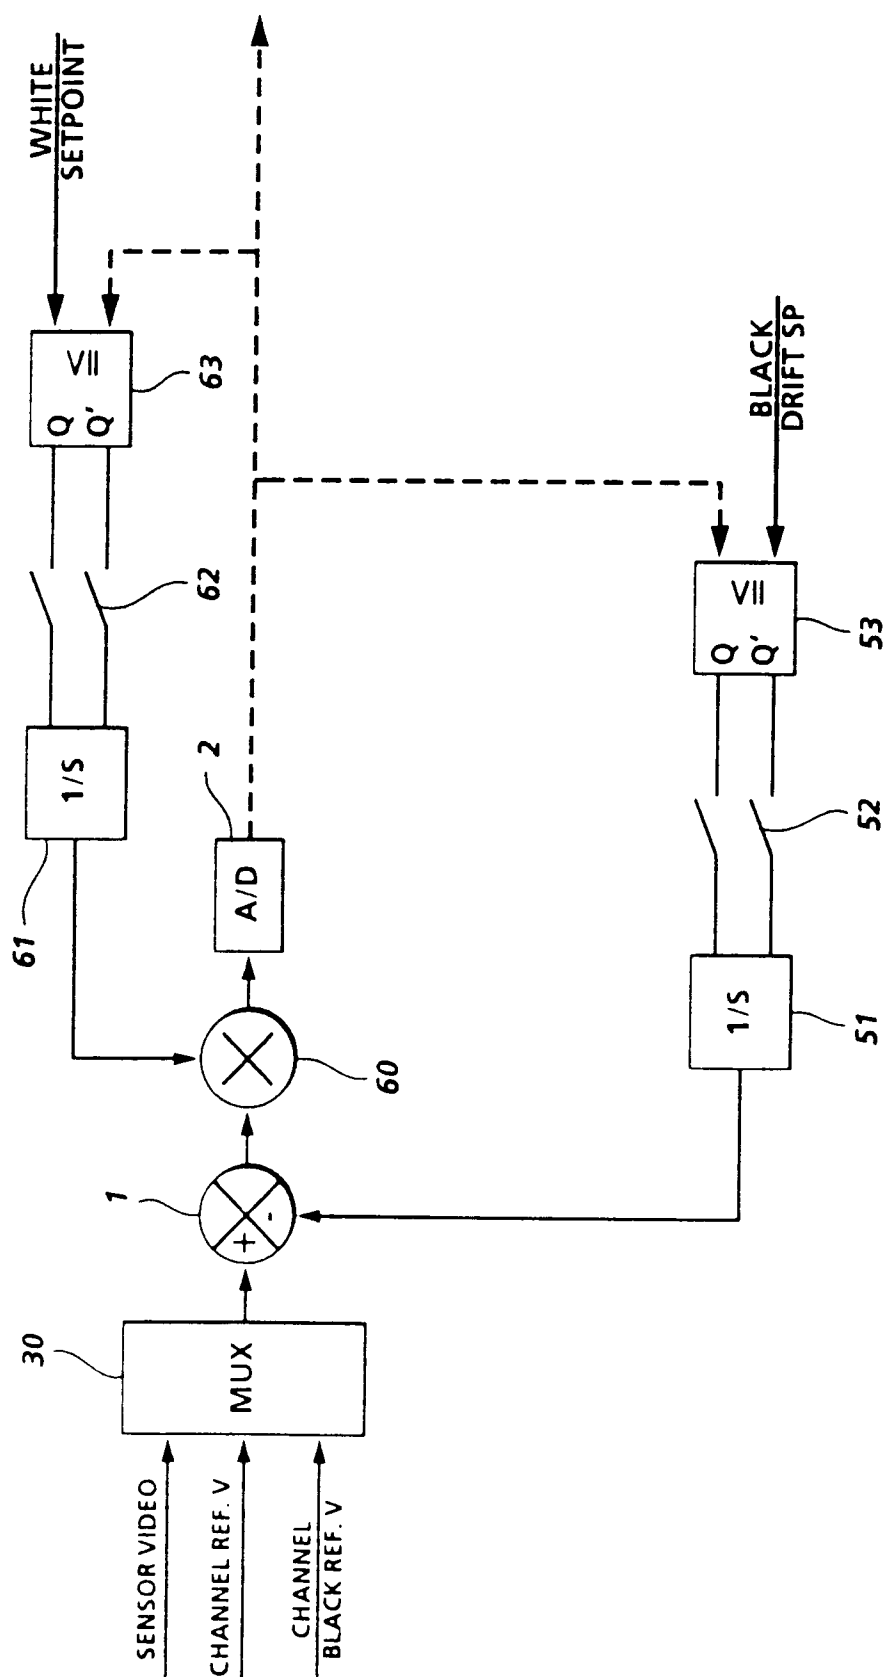 WHITE
SETPOINT
61
1/S
62
Q
Q'
≦
63
30
1
2
SENSOR VIDEO
CHANNEL REF. V
CHANNEL
BLACK REF. V
MUX
+
-
A/D
60
1/S
51
52
Q
Q'
≦
53
BLACK
DRIFT SP